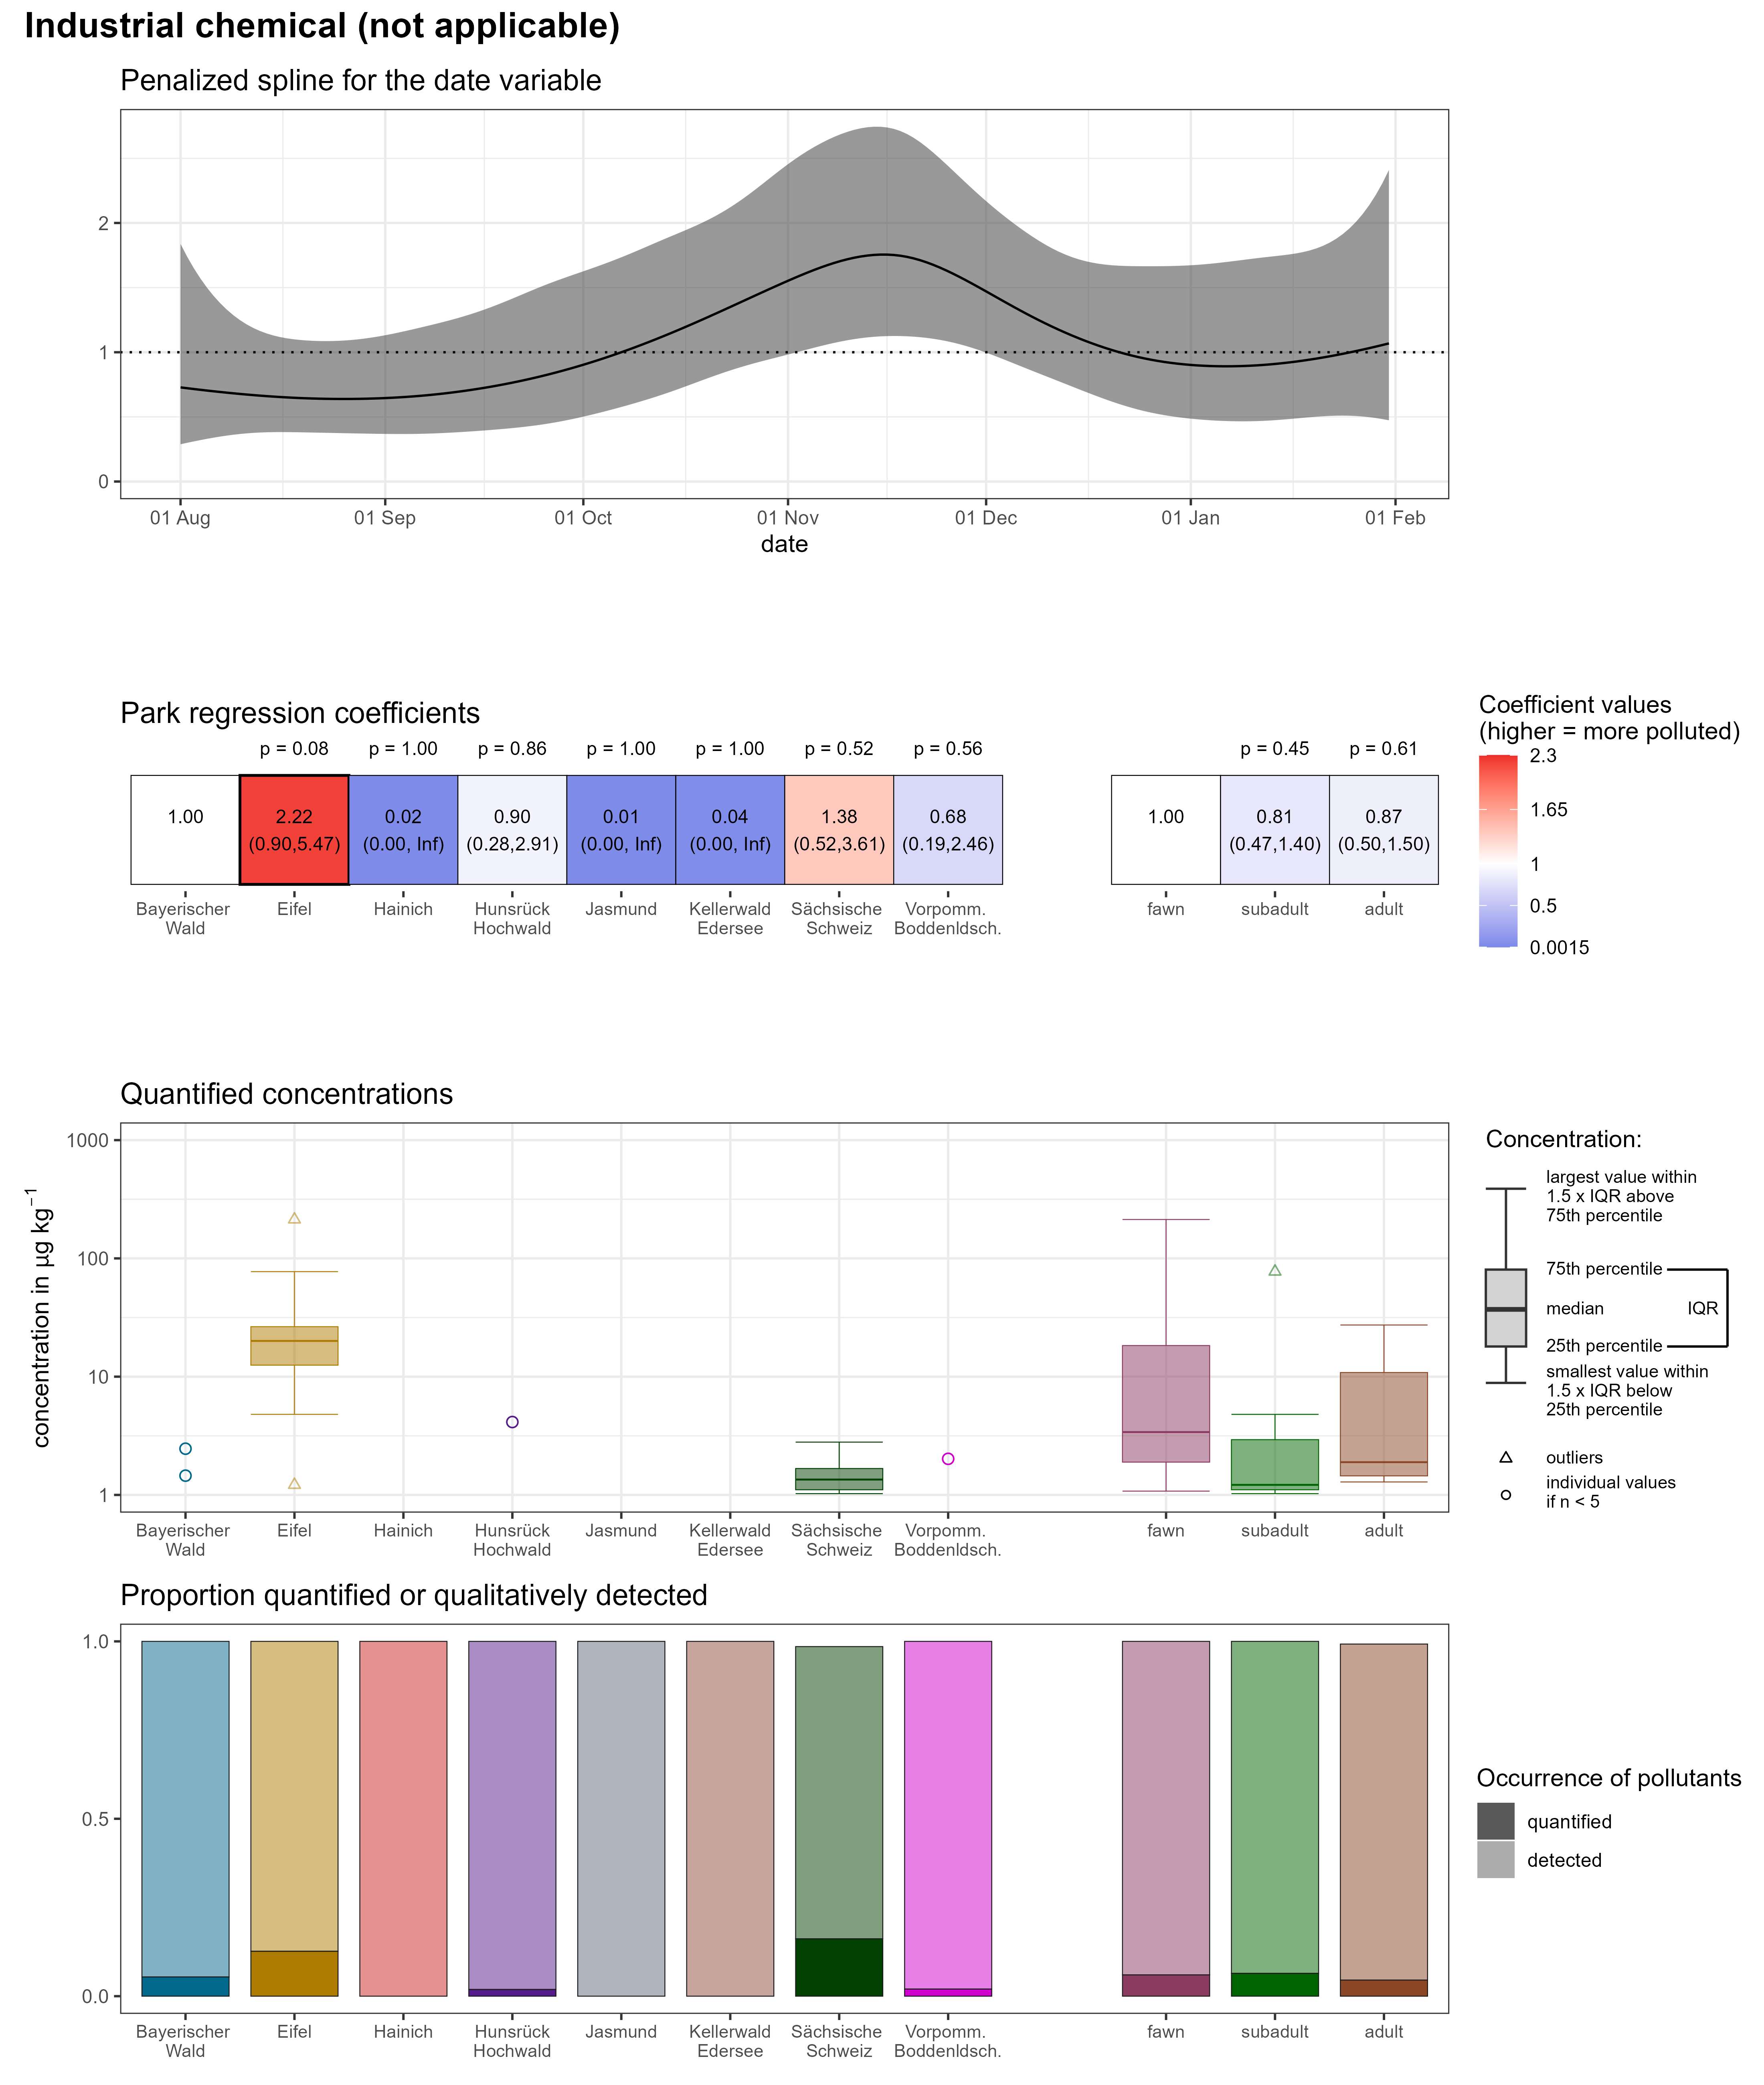 Industrial chemical (not applicable)
Penalized spline for the date variable
2
1
0
01 Aug 01 Sep 01 Oct 01 Nov 01 Dec 01 Jan 01 Feb
date
Park regression coefficients
p = 0.08 p = 1.00 p = 0.86 p = 1.00 p = 1.00 p = 0.52 p = 0.56 p = 0.45 p = 0.61
1.00 2.22 0.02 0.90 0.01 0.04 1.38 0.68 1.00 0.81 0.87
(0.90,5.47) (0.00, Inf) (0.28,2.91) (0.00, Inf) (0.00, Inf) (0.52,3.61) (0.19,2.46) (0.47,1.40) (0.50,1.50)
Bayerischer Eifel Hainich Hunsrück Jasmund Kellerwald Sächsische Vorpomm. fawn subadult adult
Wald Hochwald Edersee Schweiz Boddenldsch.
Coefficient values
(higher = more polluted)
2.3
1.65
1
0.5
0.0015
Quantified concentrations
concentration in µg kg⁻¹
1000
100
10
1
Bayerischer Eifel Hainich Hunsrück Jasmund Kellerwald Sächsische Vorpomm. fawn subadult adult
Wald Hochwald Edersee Schweiz Boddenldsch.
Concentration:
largest value within
1.5 x IQR above
75th percentile
75th percentile
median IQR
25th percentile
smallest value within
1.5 x IQR below
25th percentile
outliers
individual values
if n < 5
Proportion quantified or qualitatively detected
1.0
0.5
0.0
Bayerischer Eifel Hainich Hunsrück Jasmund Kellerwald Sächsische Vorpomm. fawn subadult adult
Wald Hochwald Edersee Schweiz Boddenldsch.
Occurrence of pollutants
quantified
detected